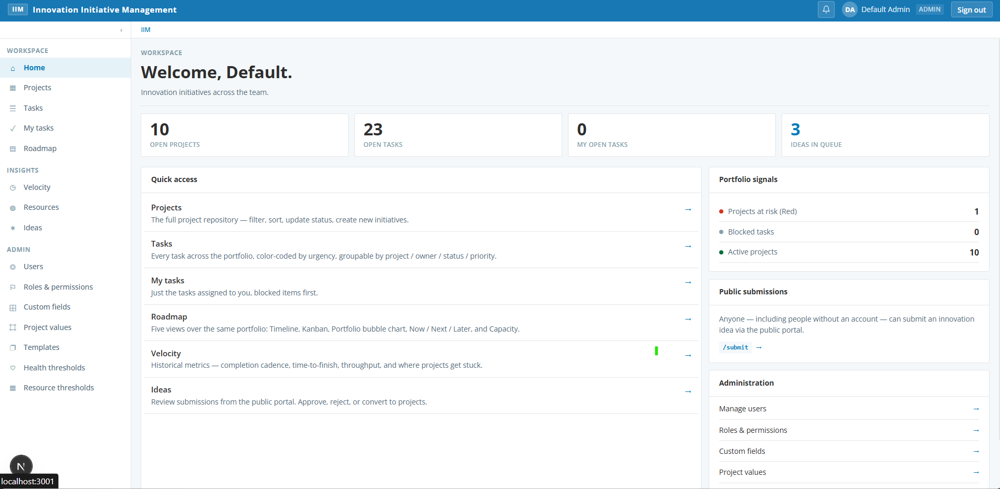 IIM Innovation Initiative Management
DA Default Admin ADMIN Sign out
IIM
WORKSPACE
Home
Projects
Tasks
My tasks
Roadmap
INSIGHTS
Velocity
Resources
Ideas
ADMIN
Users
Roles & permissions
Custom fields
Project values
Templates
Health thresholds
Resource thresholds
N
localhost:3001
WORKSPACE
Welcome, Default.
Innovation initiatives across the team.
10
OPEN PROJECTS
23
OPEN TASKS
0
MY OPEN TASKS
3
IDEAS IN QUEUE
Quick access
Projects →
The full project repository — filter, sort, update status, create new initiatives.
Tasks →
Every task across the portfolio, color-coded by urgency, groupable by project / owner / status / priority.
My tasks →
Just the tasks assigned to you, blocked items first.
Roadmap →
Five views over the same portfolio: Timeline, Kanban, Portfolio bubble chart, Now / Next / Later, and Capacity.
Velocity →
Historical metrics — completion cadence, time-to-finish, throughput, and where projects get stuck.
Ideas →
Review submissions from the public portal. Approve, reject, or convert to projects.
Portfolio signals
Projects at risk (Red) 1
Blocked tasks 0
Active projects 10
Public submissions
Anyone — including people without an account — can submit an innovation
idea via the public portal.
/submit →
Administration
Manage users →
Roles & permissions →
Custom fields →
Project values →